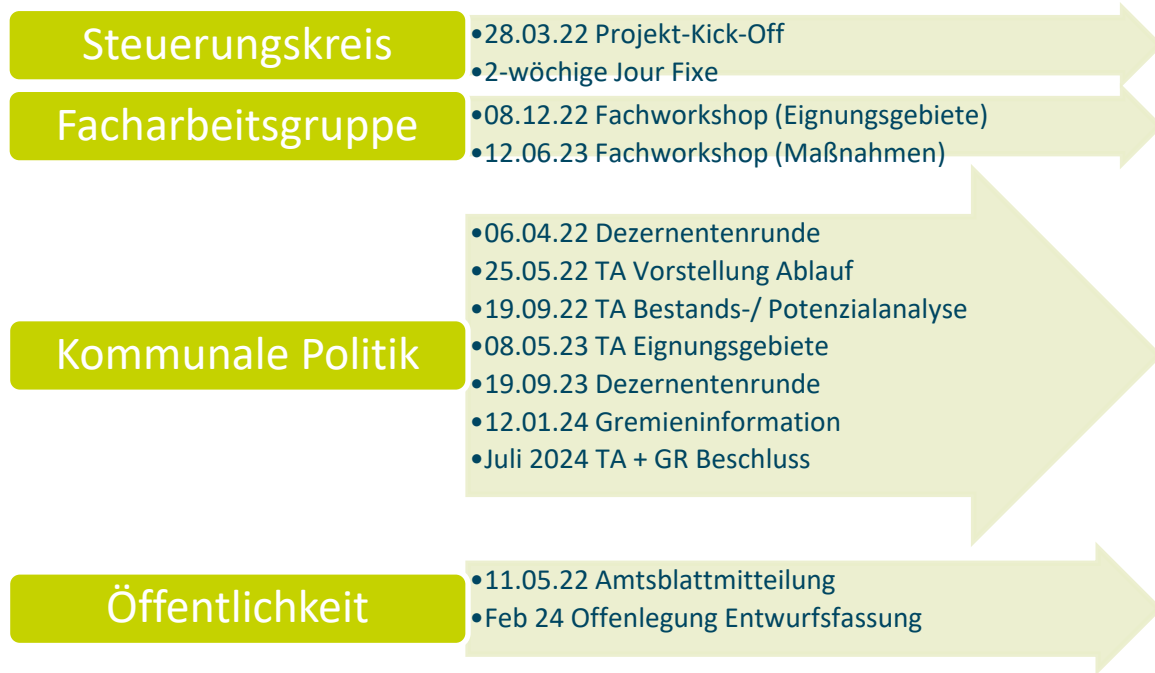 Steuerungskreis
•28.03.22 Projekt-Kick-Off
•2-wöchige Jour Fixe
Facharbeitsgruppe
•08.12.22 Fachworkshop (Eignungsgebiete)
•12.06.23 Fachworkshop (Maßnahmen)
Kommunale Politik
•06.04.22 Dezernentenrunde
•25.05.22 TA Vorstellung Ablauf
•19.09.22 TA Bestands-/ Potenzialanalyse
•08.05.23 TA Eignungsgebiete
•19.09.23 Dezernentenrunde
•12.01.24 Gremieninformation
•Juli 2024 TA + GR Beschluss
Öffentlichkeit
•11.05.22 Amtsblattmitteilung
•Feb 24 Offenlegung Entwurfsfassung